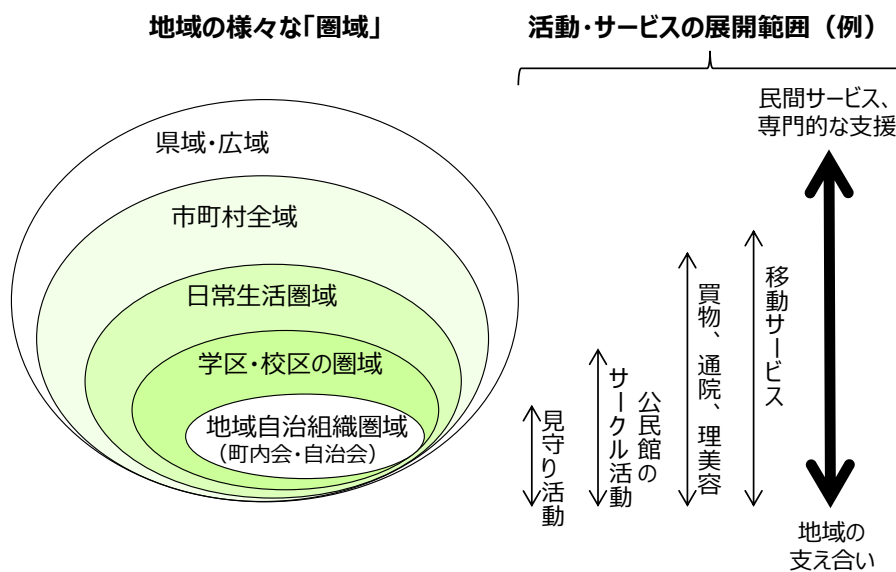 地域の様々な「圏域」
活動・サービスの展開範囲（例）
県域・広域
市町村全域
日常生活圏域
学区・校区の圏域
地域自治組織圏域
（町内会・自治会）
見守り活動
公民館の
サークル活動
買物、通院、理美容
移動サービス
民間サービス、
専門的な支援
地域の
支え合い